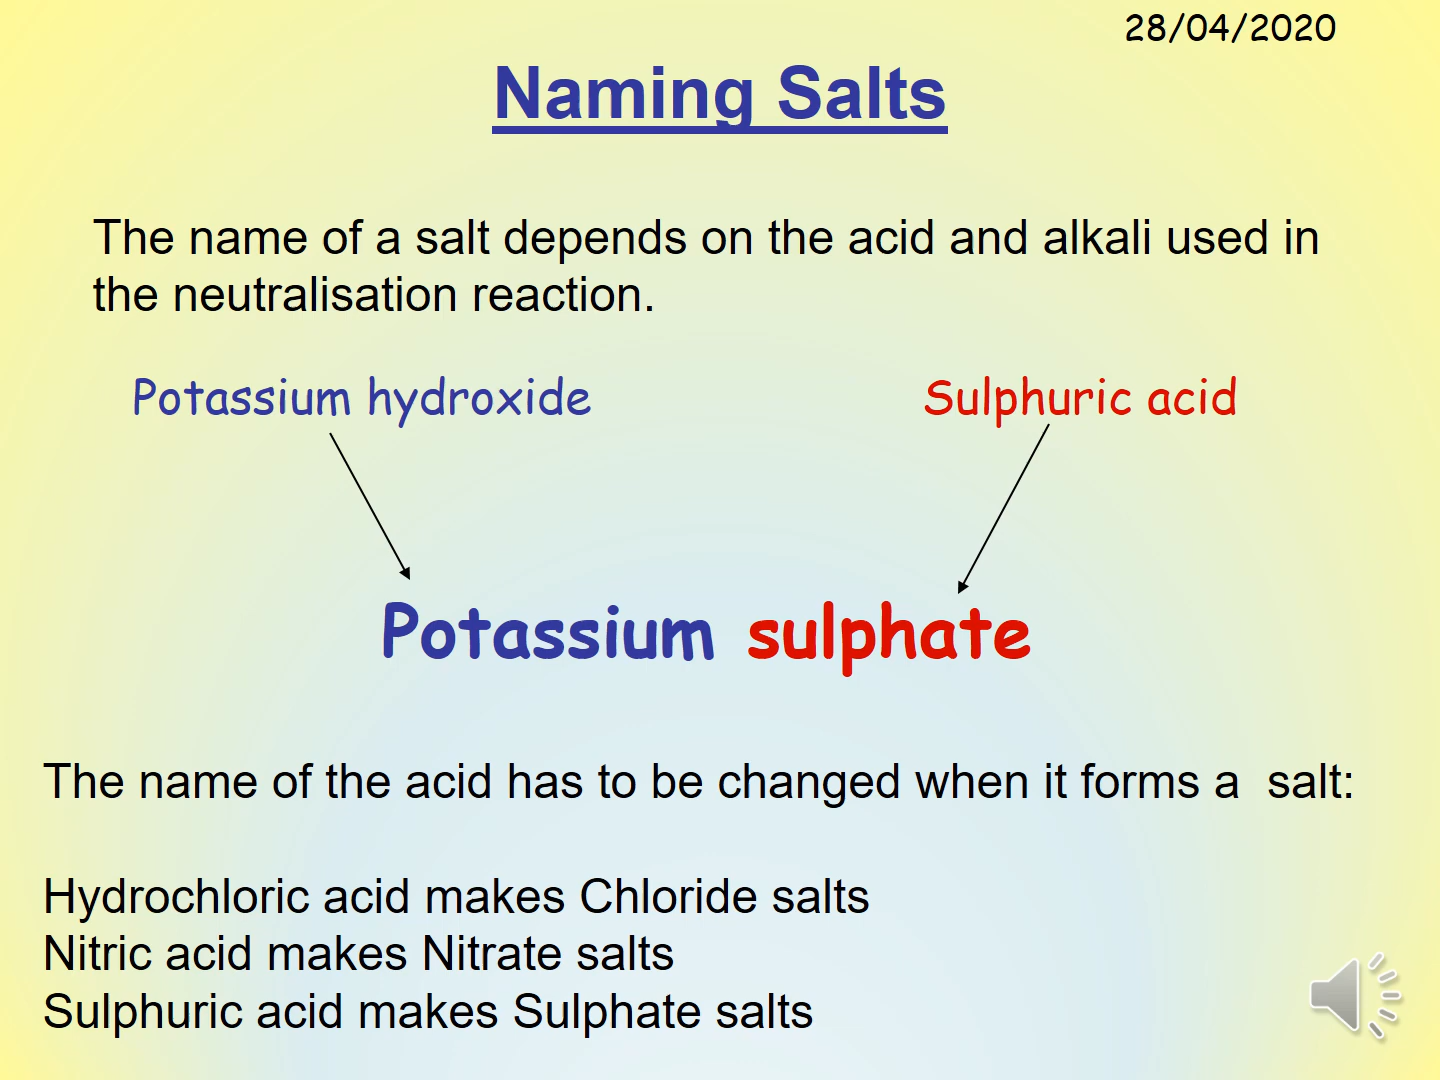 28/04/2020
Naming Salts
The name of a salt depends on the acid and alkali used in
the neutralisation reaction.
Potassium hydroxide
Sulphuric acid
Potassium sulphate
The name of the acid has to be changed when it forms a  salt:
Hydrochloric acid makes Chloride salts
Nitric acid makes Nitrate salts
Sulphuric acid makes Sulphate salts